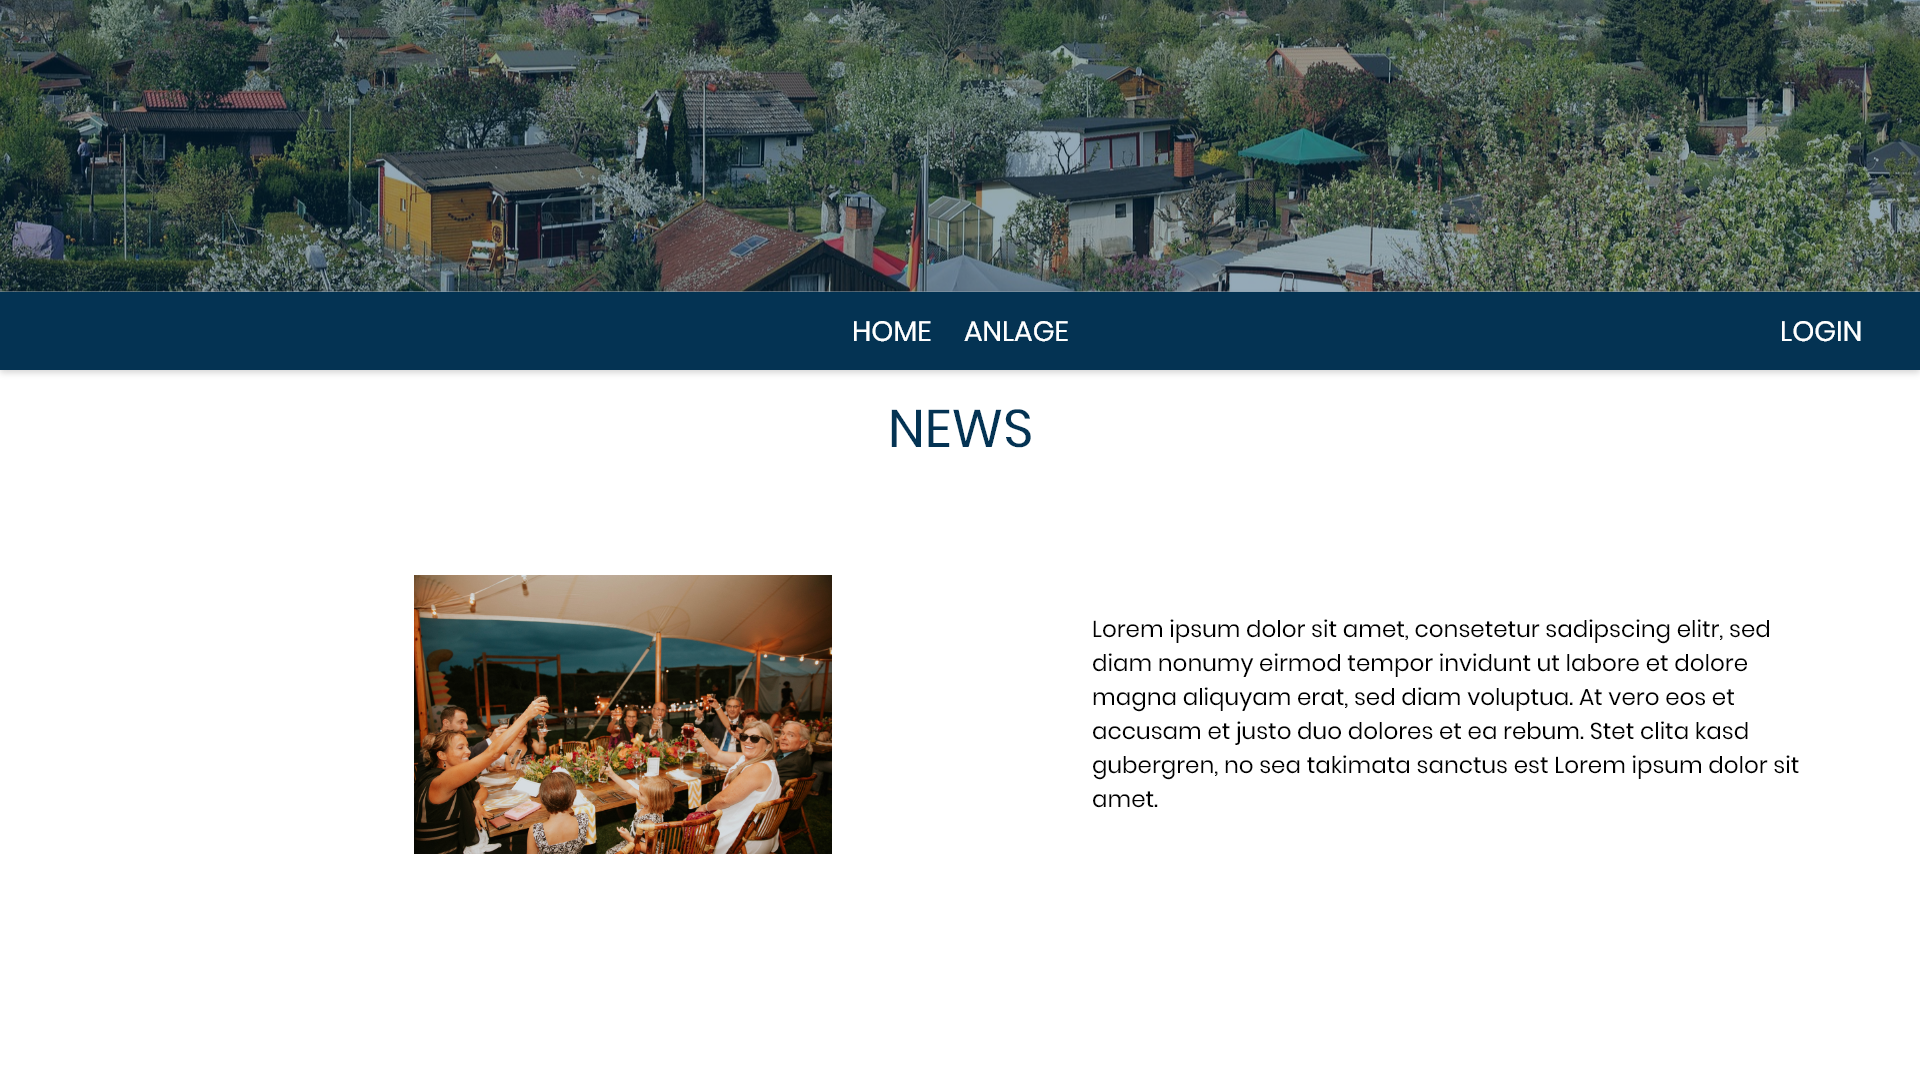 HOME ANLAGE LOGIN
NEWS
Lorem ipsum dolor sit amet, consetetur sadipscing elitr, sed
diam nonumy eirmod tempor invidunt ut labore et dolore
magna aliquyam erat, sed diam voluptua. At vero eos et
accusam et justo duo dolores et ea rebum. Stet clita kasd
gubergren, no sea takimata sanctus est Lorem ipsum dolor sit
amet.